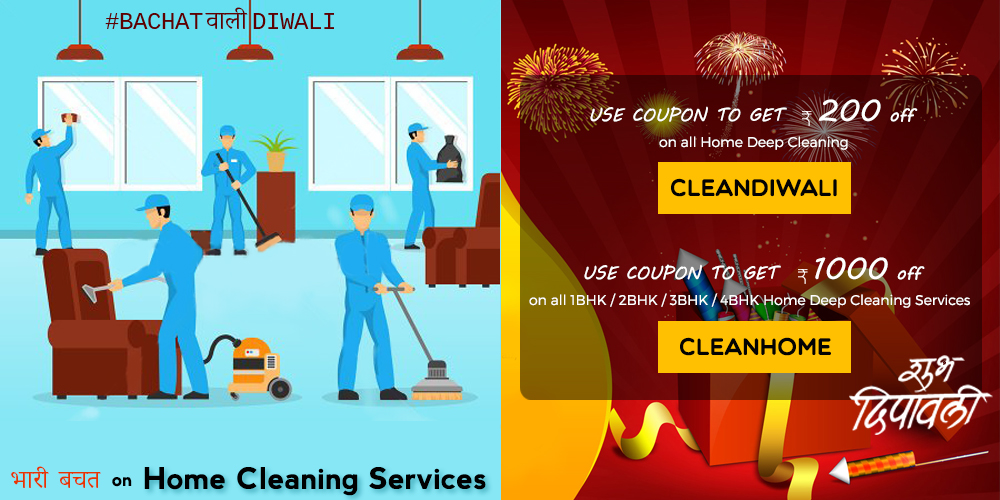 #BACHAT वाली DIWALI
भारी बचत on Home Cleaning Services
USE COUPON TO GET ₹ 200 off
on all Home Deep Cleaning
CLEANDIWALI
USE COUPON TO GET ₹ 1000 off
on all 1BHK / 2BHK / 3BHK / 4BHK Home Deep Cleaning Services
CLEANHOME
शुभ
दिपावली